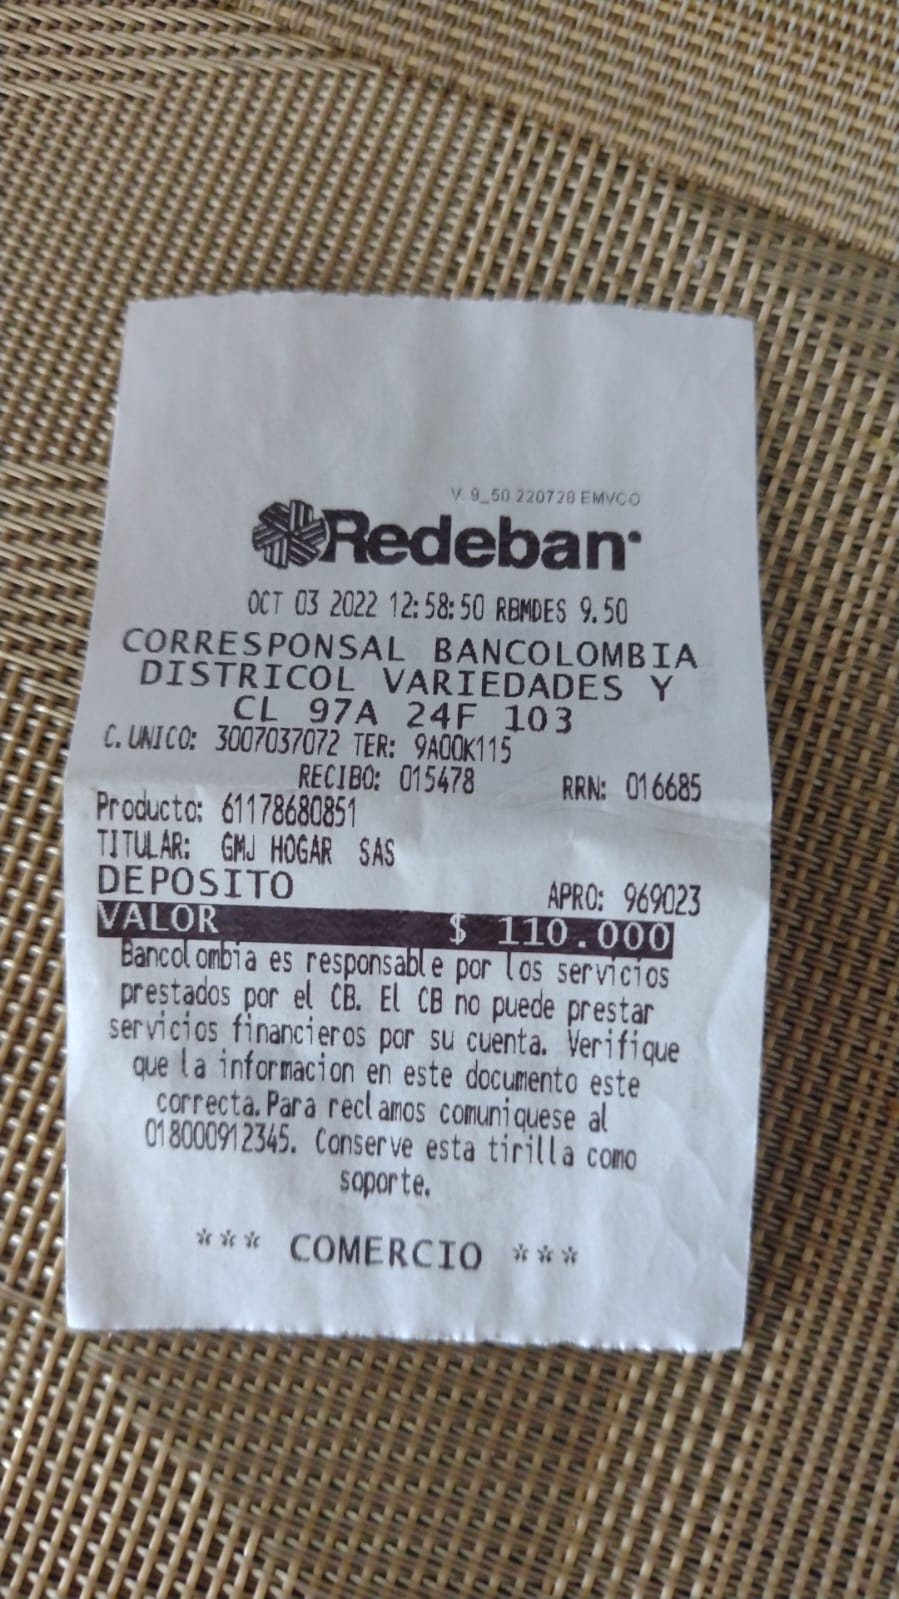 V. 9_50 220728 EMVCO
Redeban
OCT 03 2022 12:58:50 RBMDES 9.50
CORRESPONSAL BANCOLOMBIA
DISTRICOL VARIEDADES Y
CL 97A 24F 103
C. UNICO: 3007037072 TER: 9A00K115
RECIBO: 015478 RRN: 016685
Producto: 61178680851
TITULAR: GMJ HOGAR SAS
DEPOSITO APRO: 969023
VALOR $ 110.000
Bancolombia es responsable por los servicios
prestados por el CB. El CB no puede prestar
servicios financieros por su cuenta. Verifique
que la informacion en este documento este
correcta.Para reclamos comuniquese al
018000912345. Conserve esta tirilla como
soporte.
*** COMERCIO ***